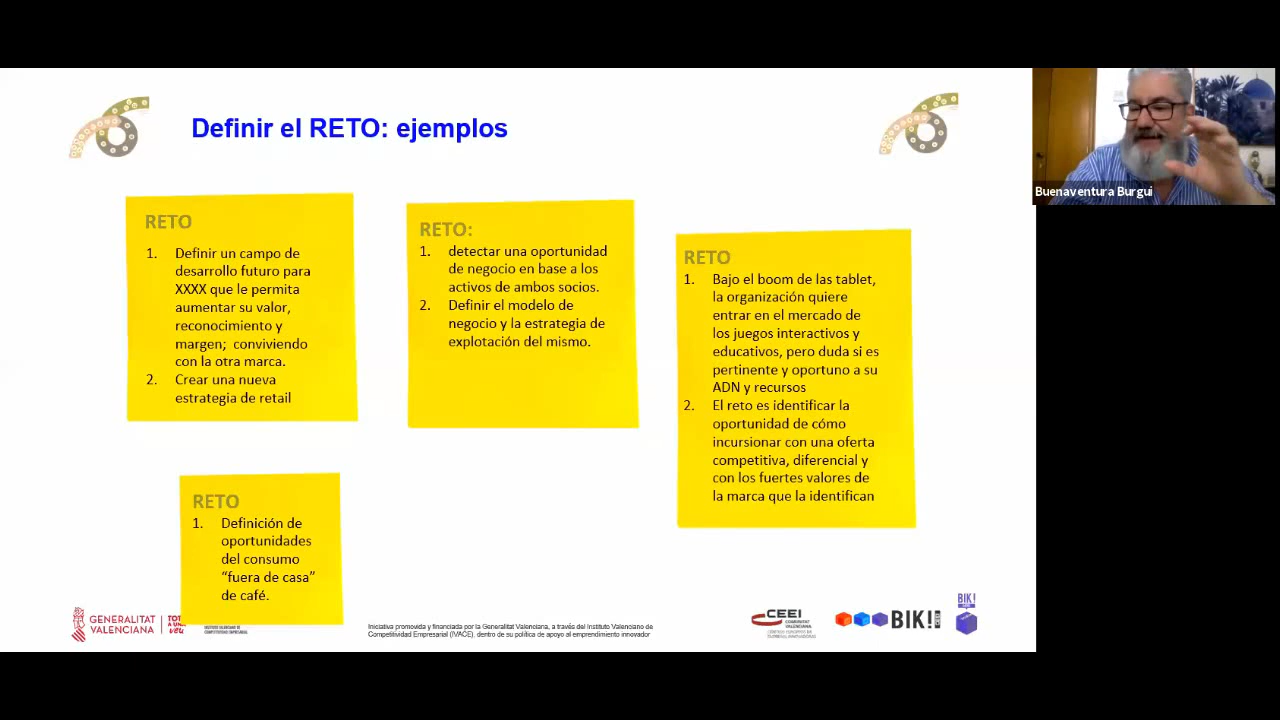 Definir el RETO: ejemplos
Buenaventura Burgui
RETO
1. Definir un campo de
desarrollo futuro para
XXXX que le permita
aumentar su valor,
reconocimiento y
margen; conviviendo
con la otra marca.
2. Crear una nueva
estrategia de retail
RETO:
1. detectar una oportunidad
de negocio en base a los
activos de ambos socios.
2. Definir el modelo de
negocio y la estrategia de
explotación del mismo.
RETO
1. Bajo el boom de las tablet,
la organización quiere
entrar en el mercado de
los juegos interactivos y
educativos, pero duda si es
pertinente y oportuno a su
ADN y recursos
2. El reto es identificar la
oportunidad de cómo
incursionar con una oferta
competitiva, diferencial y
con los fuertes valores de
la marca que la identifican
RETO
1. Definición de
oportunidades
del consumo
“fuera de casa”
de café.
GENERALITAT
VALENCIANA
Iniciativa promovida y financiada por la Generalitat Valenciana, a través del Instituto Valenciano de
Competitividad Empresarial (IVACE), dentro de su política de apoyo al emprendimiento innovador
CEEI
COMUNITAT
VALENCIANA
BIK!
BIK!